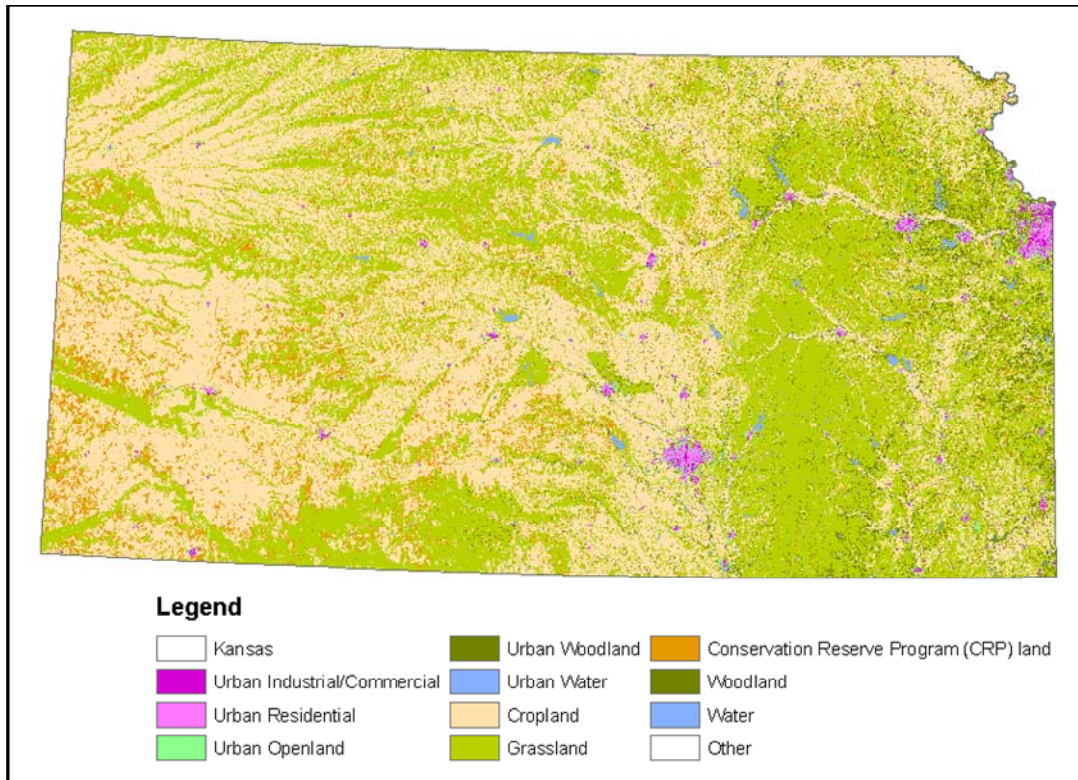 Legend
Kansas
Urban Industrial/Commercial
Urban Residential
Urban Openland
Urban Woodland
Urban Water
Cropland
Grassland
Conservation Reserve Program (CRP) land
Woodland
Water
Other